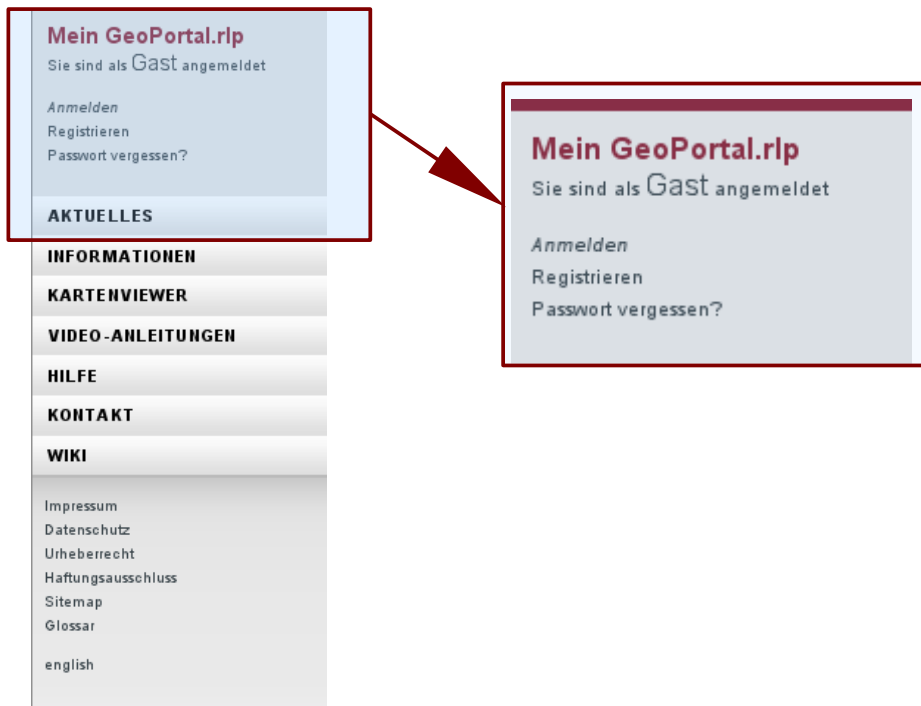 Mein GeoPortal.rlp
Sie sind als Gast angemeldet
Anmelden
Registrieren
Passwort vergessen?
AKTUELLES
INFORMATIONEN
KARTENVIEWER
VIDEO-ANLEITUNGEN
HILFE
KONTAKT
WIKI
Impressum
Datenschutz
Urheberrecht
Haftungsausschluss
Sitemap
Glossar
english
Mein GeoPortal.rlp
Sie sind als Gast angemeldet
Anmelden
Registrieren
Passwort vergessen?